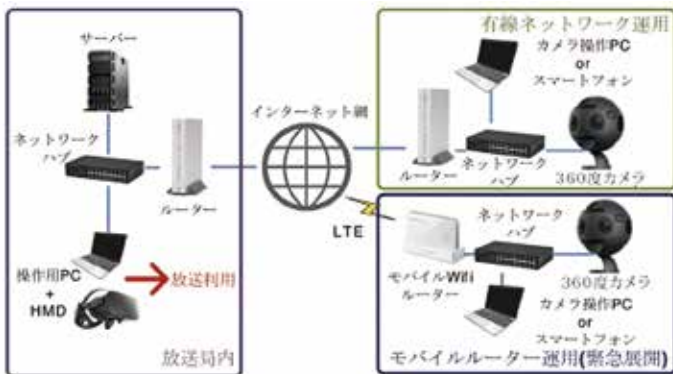 サーバー
ネットワーク
ハブ
ルーター
操作用PC
+
HMD
放送利用
放送局内
インターネット網
LTE
有線ネットワーク運用
カメラ操作PC
or
スマートフォン
ルーター
ネットワーク
ハブ
360度カメラ
ネットワーク
ハブ
モバイルWifi
ルーター
360度カメラ
カメラ操作PC
or
スマートフォン
モバイルルーター運用(緊急展開)